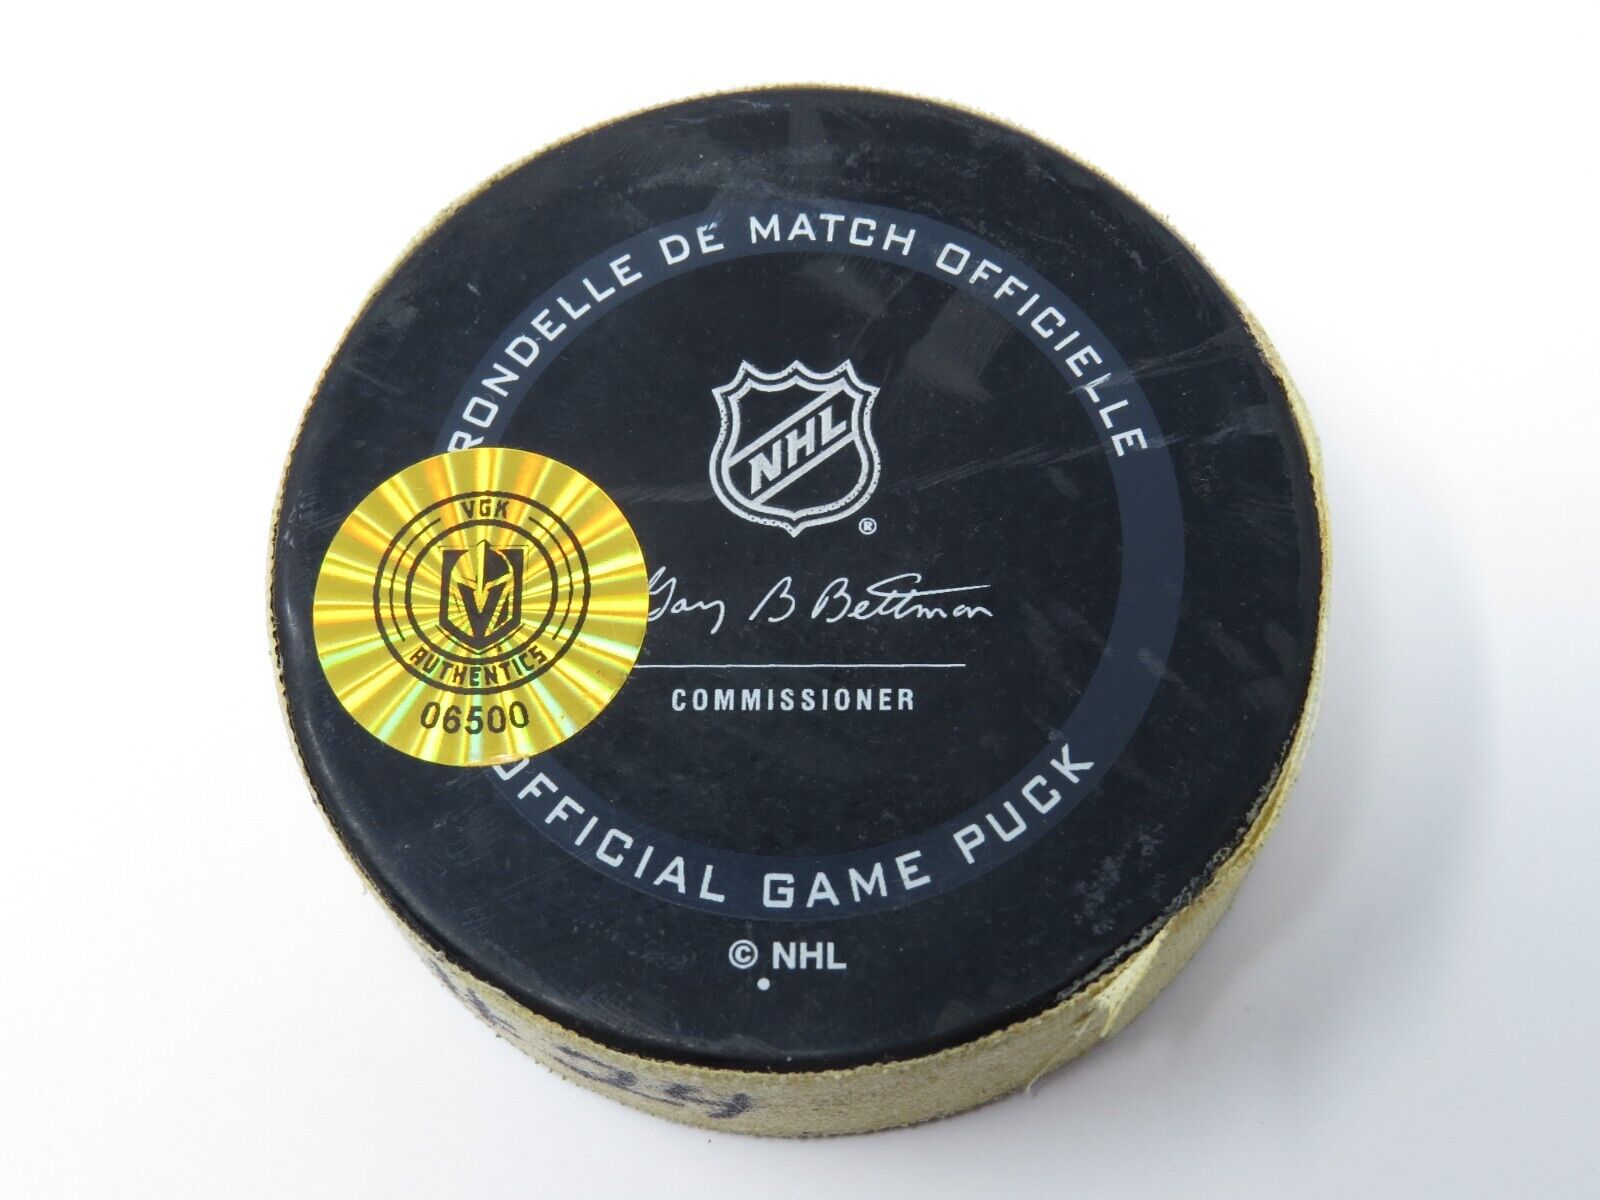 RONDELLE DE MATCH OFFICIELLE
NHL
®
VGK
AUTHENTICS
06500
Gary B Bettman
COMMISSIONER
OFFICIAL GAME PUCK
© NHL